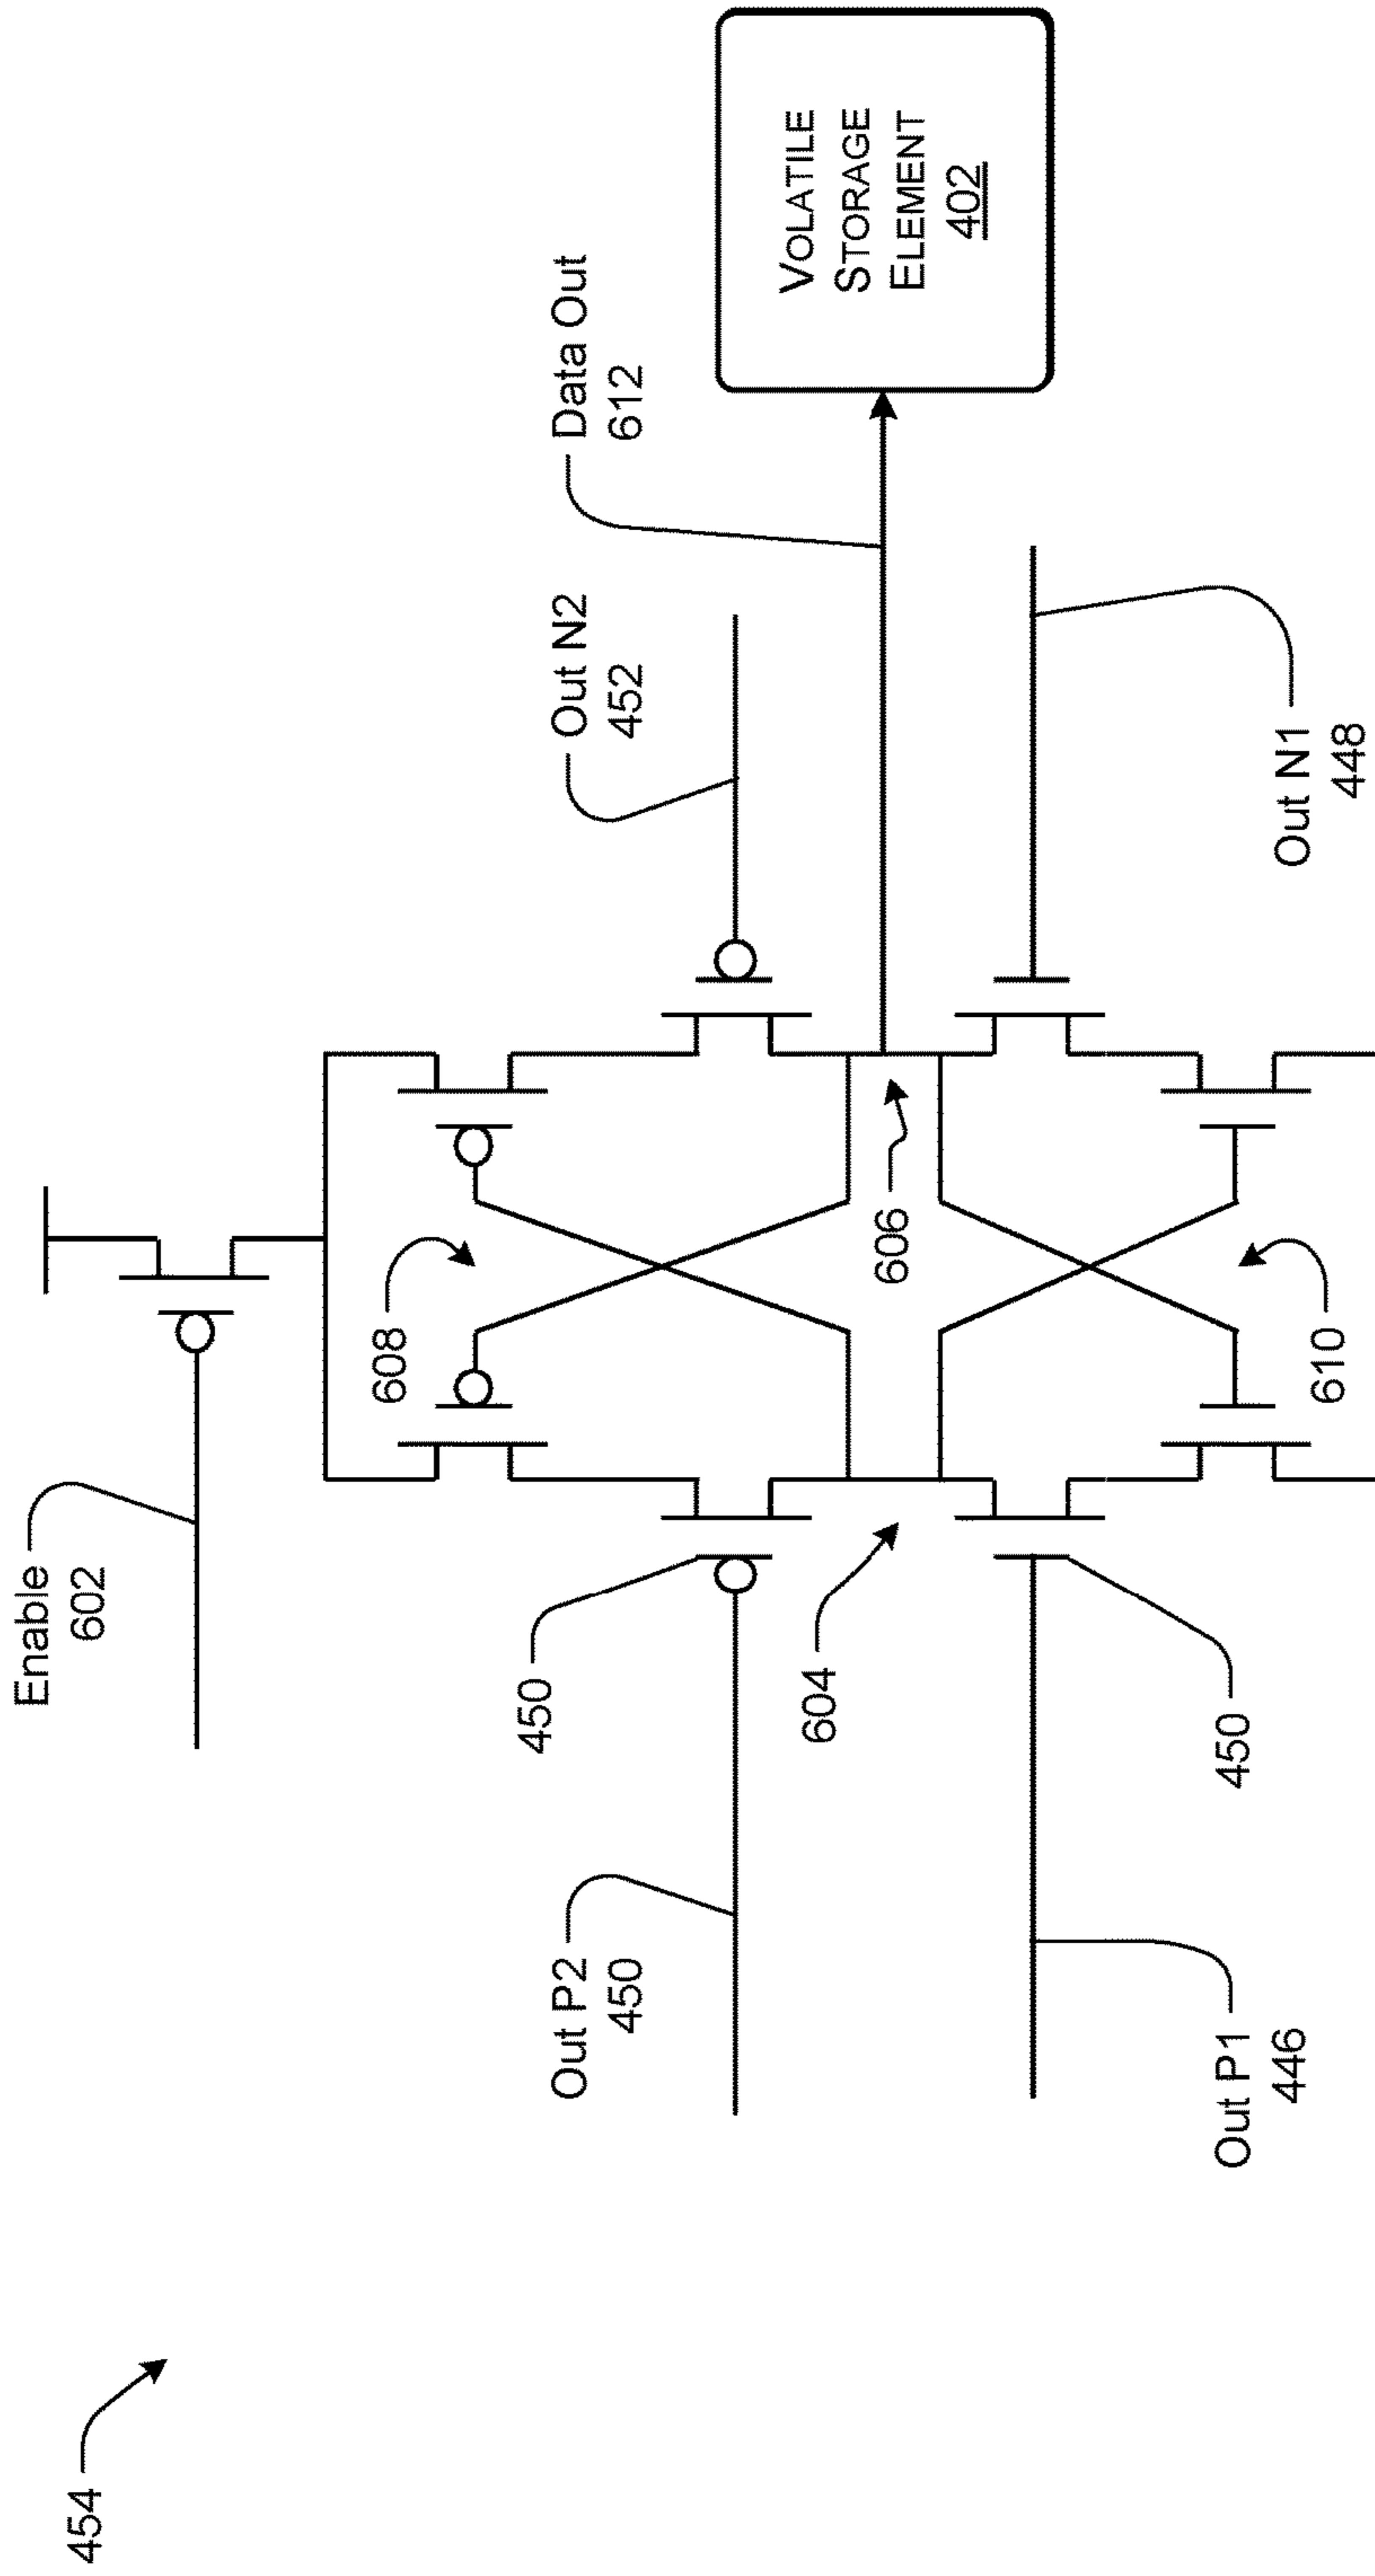 454
Enable
602
Out P2
450
Out P1
446
450
450
604
608
606
610
Out N2
452
Data Out
612
Out N1
448
VOLATILE
STORAGE
ELEMENT
402